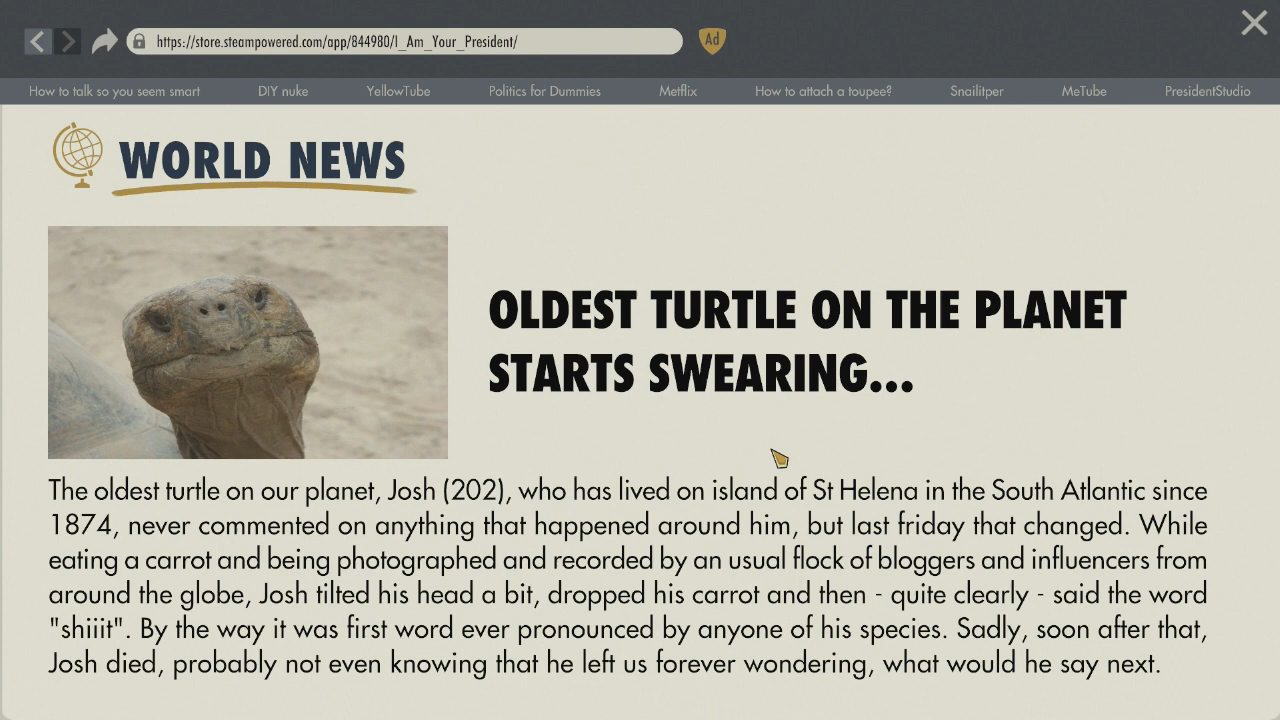 https://store.steampowered.com/app/844980/I_Am_Your_President/
Ad
How to talk so you seem smart
DIY nuke
YellowTube
Politics for Dummies
Metflix
How to attach a toupee?
Snailitper
MeTube
PresidentStudio
WORLD NEWS
OLDEST TURTLE ON THE PLANET
STARTS SWEARING...
The oldest turtle on our planet, Josh (202), who has lived on island of St Helena in the South Atlantic since
1874, never commented on anything that happened around him, but last friday that changed. While
eating a carrot and being photographed and recorded by an usual flock of bloggers and influencers from
around the globe, Josh tilted his head a bit, dropped his carrot and then - quite clearly - said the word
"shiiit". By the way it was first word ever pronounced by anyone of his species. Sadly, soon after that,
Josh died, probably not even knowing that he left us forever wondering, what would he say next.